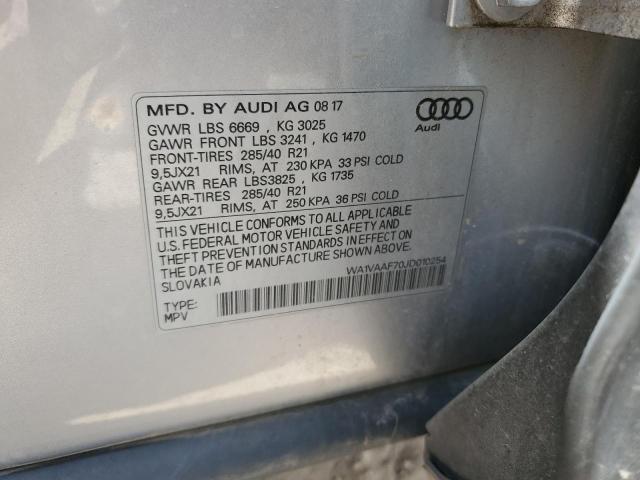 MFD. BY AUDI AG 08 17
GVWR LBS 6669 , KG 3025
GAWR FRONT LBS 3241 , KG 1470
FRONT-TIRES 285/40 R21
9,5JX21 RIMS, AT 230 KPA 33 PSI COLD
GAWR REAR LBS3825 , KG 1735
REAR-TIRES 285/40 R21
9,5JX21 RIMS, AT 250 KPA 36 PSI COLD
Audi
THIS VEHICLE CONFORMS TO ALL APPLICABLE
U.S. FEDERAL MOTOR VEHICLE SAFETY AND
THEFT PREVENTION STANDARDS IN EFFECT ON
THE DATE OF MANUFACTURE SHOWN ABOVE.
SLOVAKIA
WA1VAAF70JD010254
TYPE:
MPV